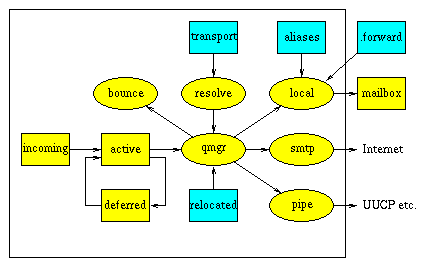 transport
aliases
.forward
bounce
resolve
local
mailbox
incoming
active
qmgr
smtp
Internet
deferred
relocated
pipe
UUCP etc.